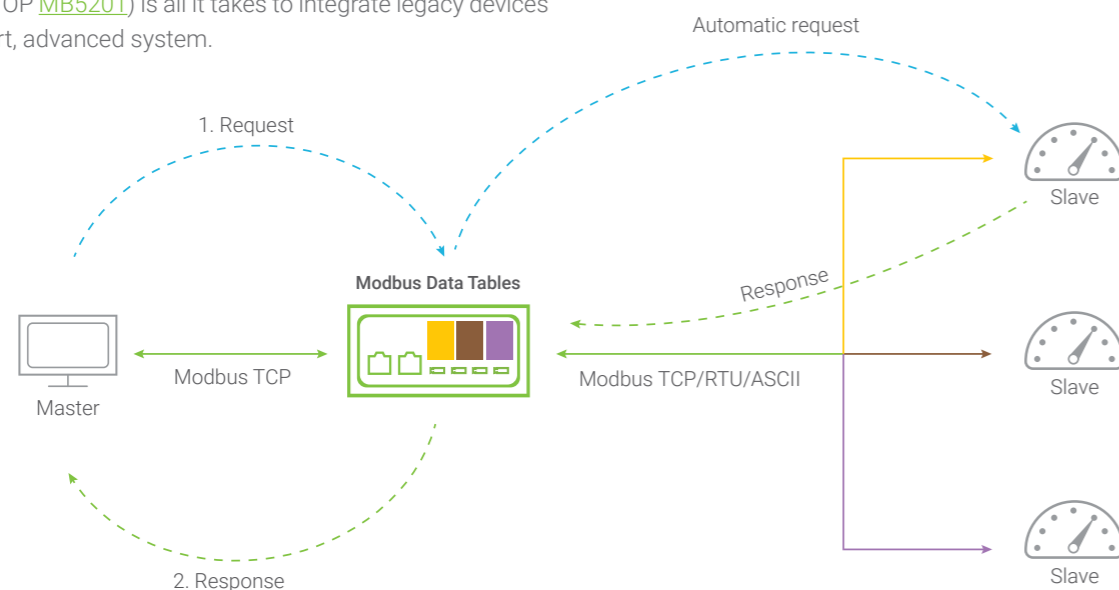 OP MB5201) is all it takes to integrate legacy devices
rt, advanced system.
Automatic request
1. Request
Slave
Modbus Data Tables
Response
Modbus TCP
Modbus TCP/RTU/ASCII
Master
Slave
2. Response
Slave